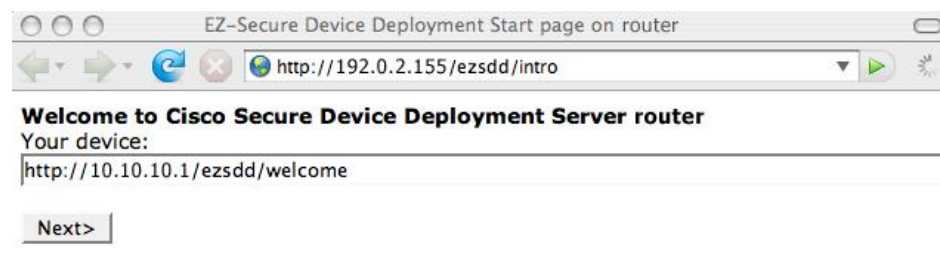 EZ-Secure Device Deployment Start page on router
http://192.0.2.155/ezsdd/intro
Welcome to Cisco Secure Device Deployment Server router
Your device:
http://10.10.10.1/ezsdd/welcome
Next>